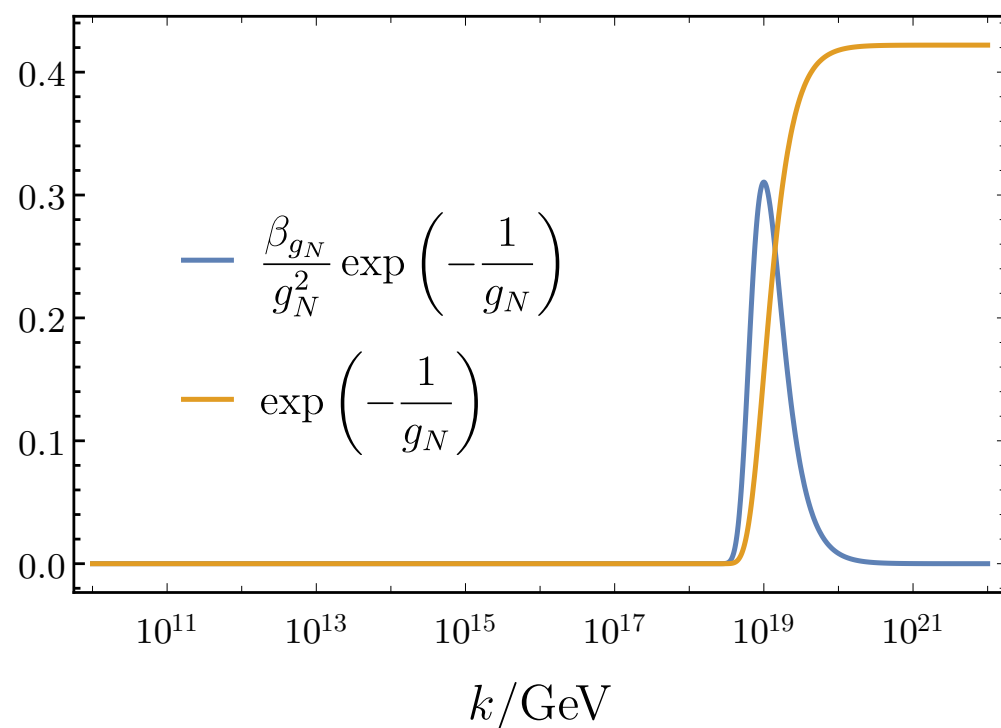 0.4
0.3
0.2
0.1
0.0
β_{g_N}/g_N^2 exp(−1/g_N)
exp(−1/g_N)
10^{11} 10^{13} 10^{15} 10^{17} 10^{19} 10^{21}
k/GeV